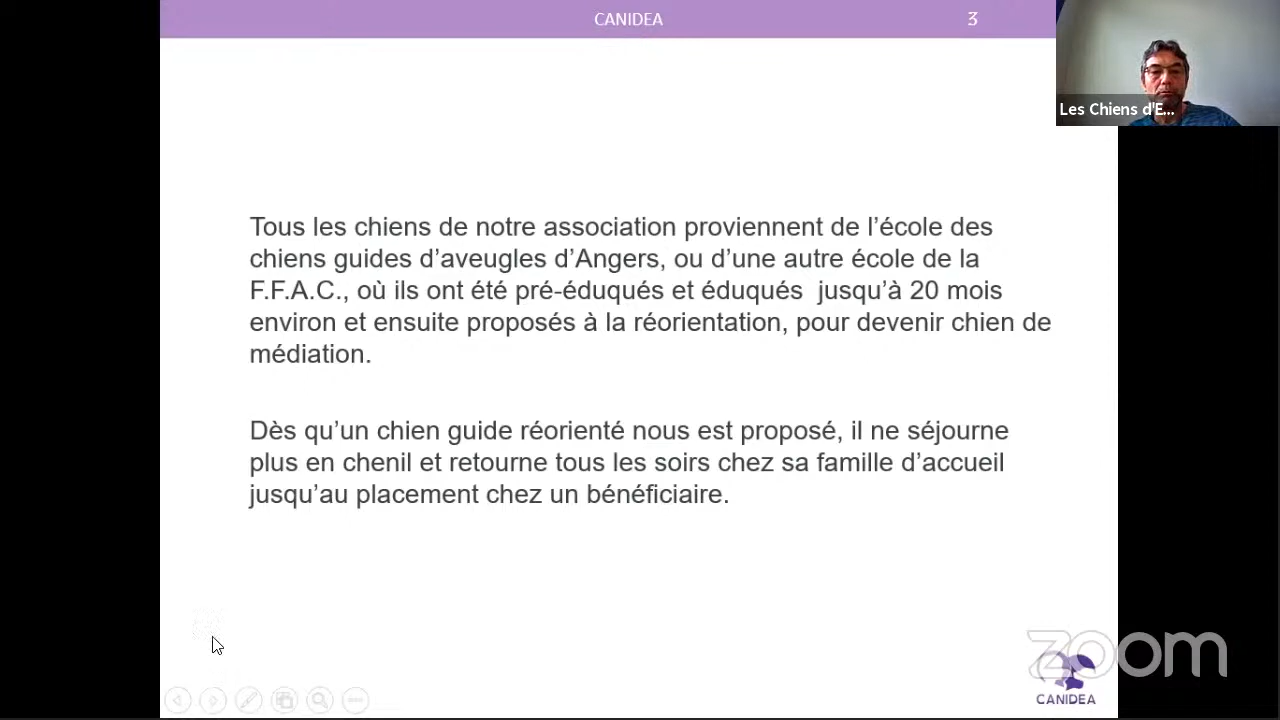 CANIDEA
3
Les Chiens d'E...
Tous les chiens de notre association proviennent de l’école des
chiens guides d’aveugles d’Angers, ou d’une autre école de la
F.F.A.C., où ils ont été pré-éduqués et éduqués  jusqu’à 20 mois
environ et ensuite proposés à la réorientation, pour devenir chien de
médiation.
Dès qu’un chien guide réorienté nous est proposé, il ne séjourne
plus en chenil et retourne tous les soirs chez sa famille d’accueil
jusqu’au placement chez un bénéficiaire.
zoom
CANIDEA